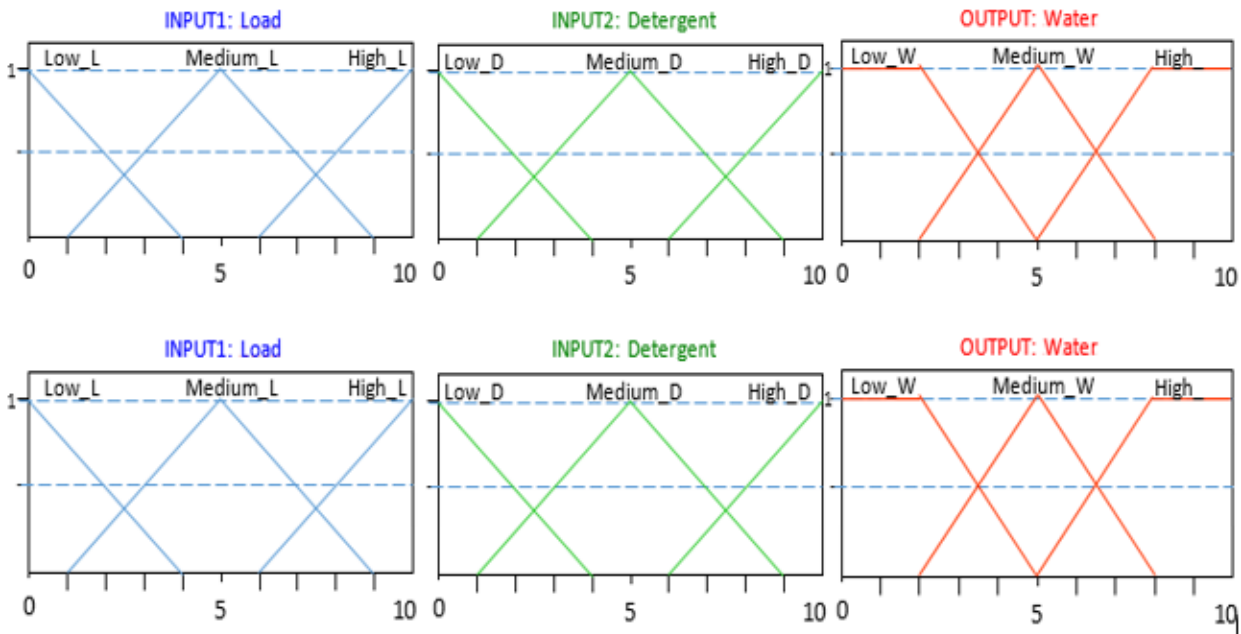 INPUT1: Load INPUT2: Detergent OUTPUT: Water
Low_L Medium_L High_L Low_D Medium_D High_D Low_W Medium_W High_
1 1
0 5 10 0 5 10 0 5 10
INPUT1: Load INPUT2: Detergent OUTPUT: Water
Low_L Medium_L High_L Low_D Medium_D High_D Low_W Medium_W High_
1 1
0 5 10 0 5 10 0 5 10